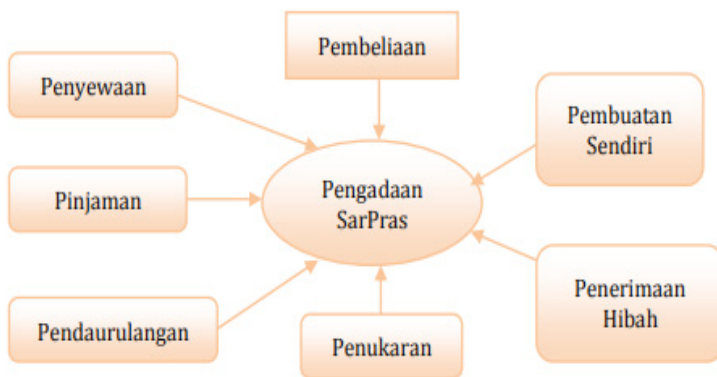 Pembeliaan
Penyewaan
Pembuatan
Sendiri
Pengadaan
SarPras
Pinjaman
Penerimaan
Hibah
Pendaurulangan
Penukaran